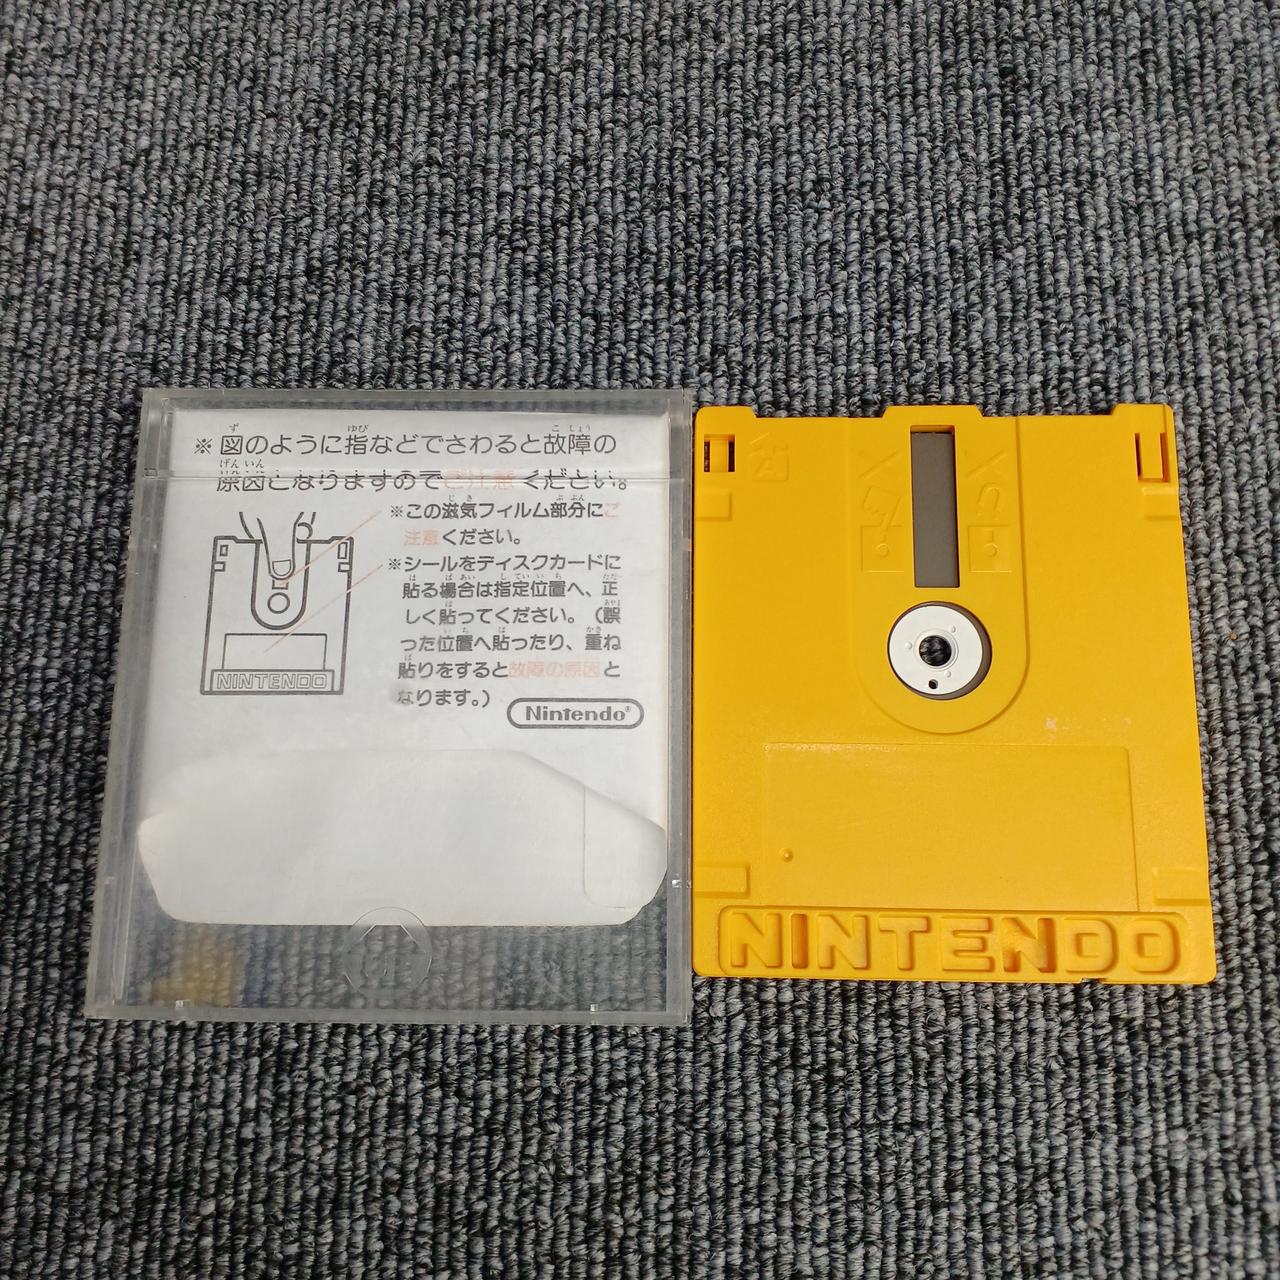 ※図のように指などでさわると故障の
原因となりますのでご注意ください。
※この滋気フィルム部分にご
注意ください。
※シールをディスクカードに
貼る場合は指定位置へ、正
しく貼ってください。(誤
った位置へ貼ったり、重ね
貼りをすると故障の原因と
なります。)
NINTENDO
Nintendo®
NINTENDO